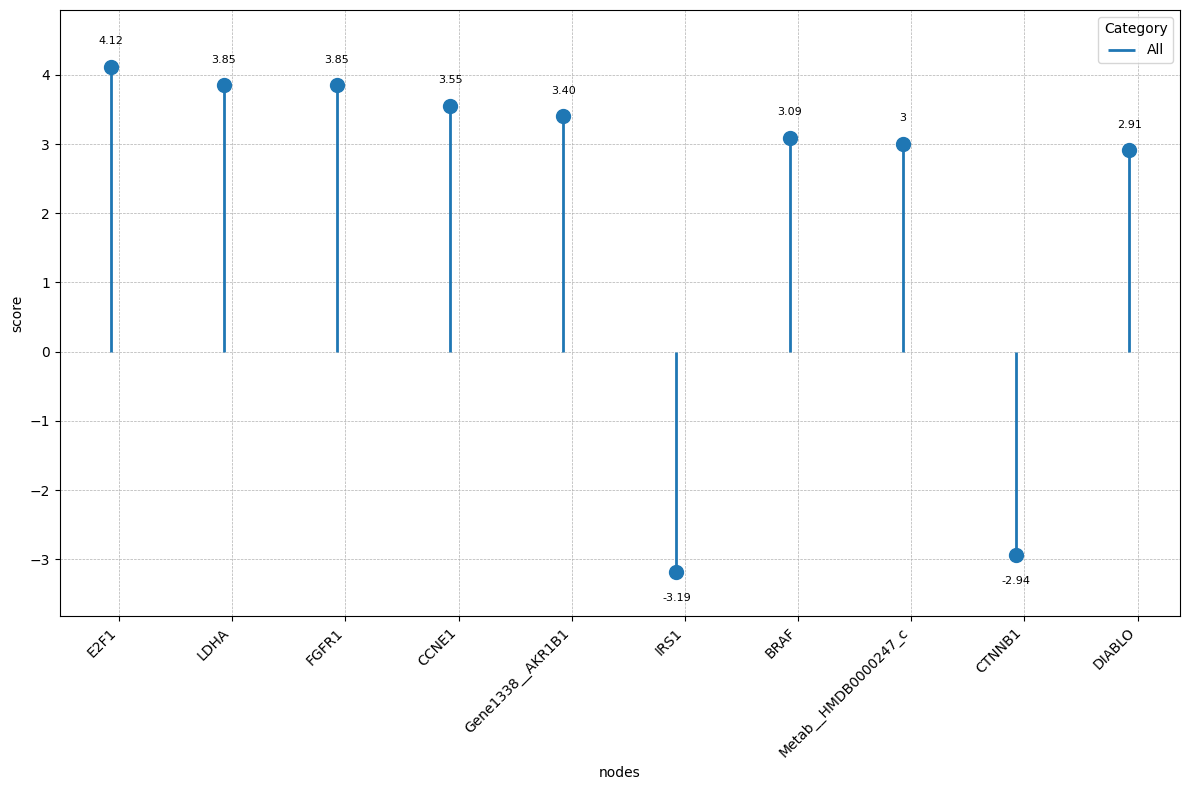 Category
All
4.12
3.85
3.85
3.55
3.40
3.09
3
2.91
-3.19
-2.94
4
3
2
1
0
−1
−2
−3
score
E2F1
LDHA
FGFR1
CCNE1
Gene1338__AKR1B1
IRS1
BRAF
Metab__HMDB0000247_c
CTNNB1
DIABLO
nodes